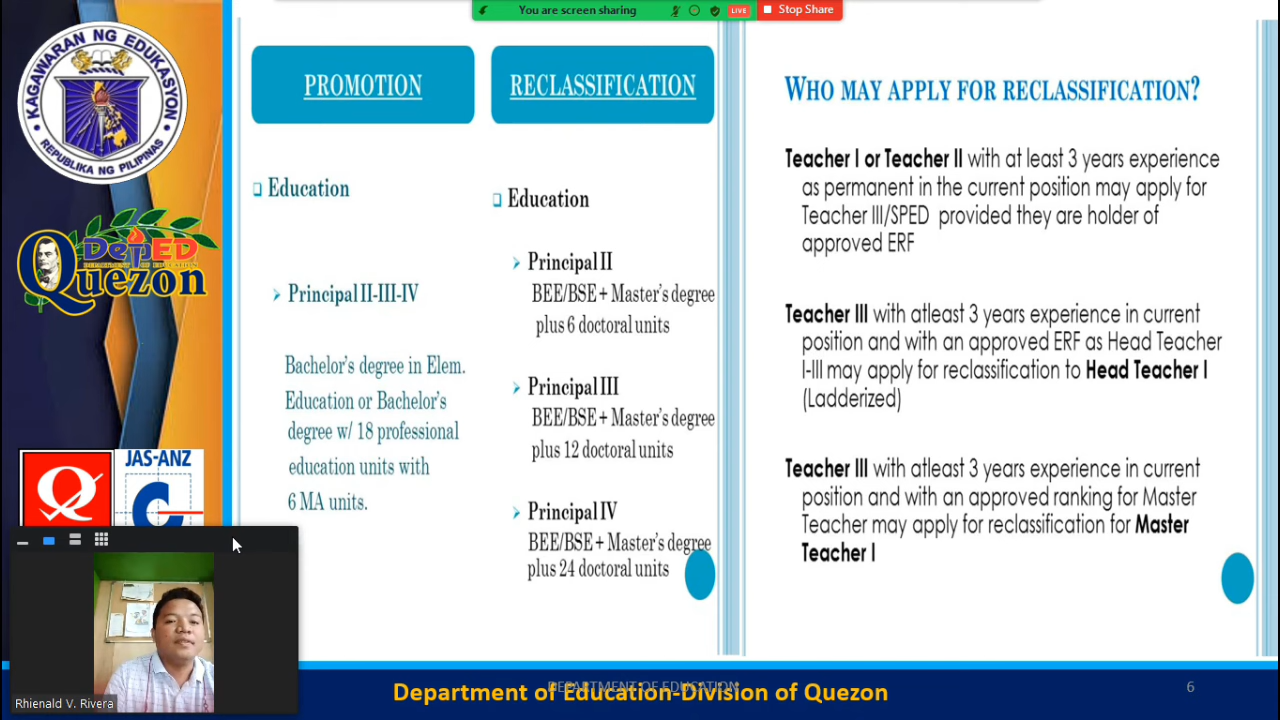 You are screen sharing
LIVE
Stop Share
KAGAWARAN NG EDUKASYON
REPUBLIKA NG PILIPINAS
DepED
DEPARTMENT OF EDUCATION
Quezon
JAS-ANZ
PROMOTION
Education
Principal II-III-IV
Bachelor's degree in Elem.
Education or Bachelor's
degree w/ 18 professional
education units with
6 MA units.
RECLASSIFICATION
Education
Principal II
BEE/BSE + Master's degree
plus 6 doctoral units
Principal III
BEE/BSE + Master's degree
plus 12 doctoral units
Principal IV
BEE/BSE + Master's degree
plus 24 doctoral units
WHO MAY APPLY FOR RECLASSIFICATION?
Teacher I or Teacher II with at least 3 years experience
as permanent in the current position may apply for
Teacher III/SPED provided they are holder of
approved ERF
Teacher III with atleast 3 years experience in current
position and with an approved ERF as Head Teacher
I-III may apply for reclassification to Head Teacher I
(Ladderized)
Teacher III with atleast 3 years experience in current
position and with an approved ranking for Master
Teacher may apply for reclassification for Master
Teacher I
Rhienald V. Rivera
DEPARTMENT OF EDUCATION
Department of Education-Division of Quezon
6